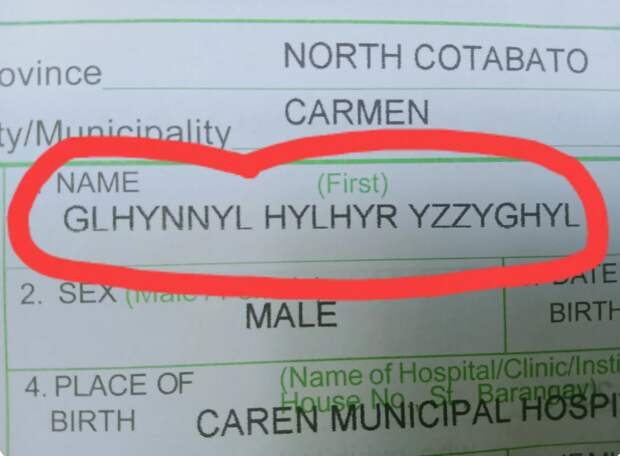 ovince NORTH COTABATO
ty/Municipality CARMEN
NAME (First)
GLHYNNYL HYLHYR YZZYGHYL
2. SEX
DATE
MALE BIRTH
4. PLACE OF (Name of Hospital/Clinic/Insti
House No., St., Barangay
BIRTH CAREN MUNICIPAL HOSPI